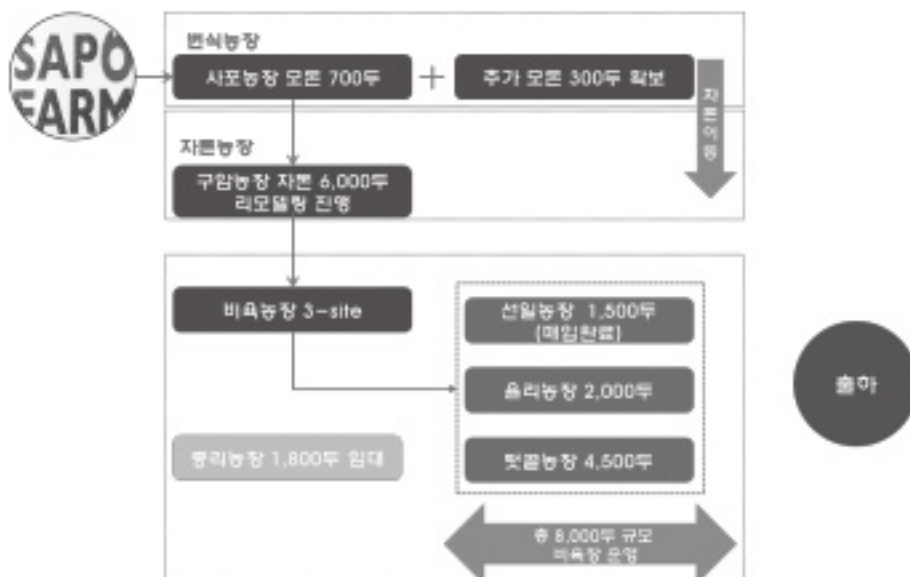 SAPO
FARM
번식농장
사포농장 모돈 700두
+
추가 모돈 300두 확보
자돈이동
자돈농장
구암농장 자돈 6,000두
리모델링 진행
비육농장 3-site
선일농장 1,500두
(매입완료)
율리농장 2,000두
텃골농장 4,500두
1,800두 임대
출하
총 8,000두 규모
비육장 운영